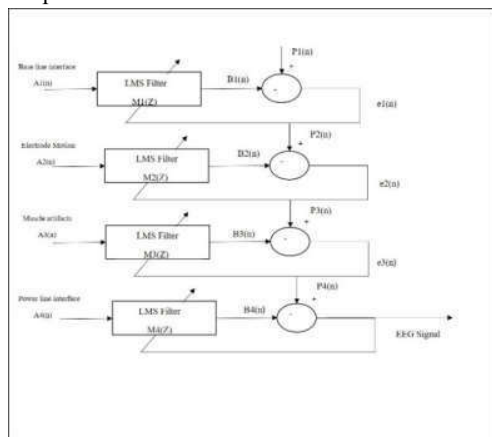 P1(n)
+
Base line interface
A1(n)
LMS Filter
M1(Z)
B1(n)
-
e1(n)
P2(n)
+
Electrode Motion
A2(n)
LMS Filter
M2(Z)
B2(n)
-
e2(n)
P3(n)
+
Muscle artifacts
A3(n)
LMS Filter
M3(Z)
B3(n)
-
e3(n)
P4(n)
+
Power line interface
A4(n)
LMS Filter
M4(Z)
B4(n)
-
EEG Signal